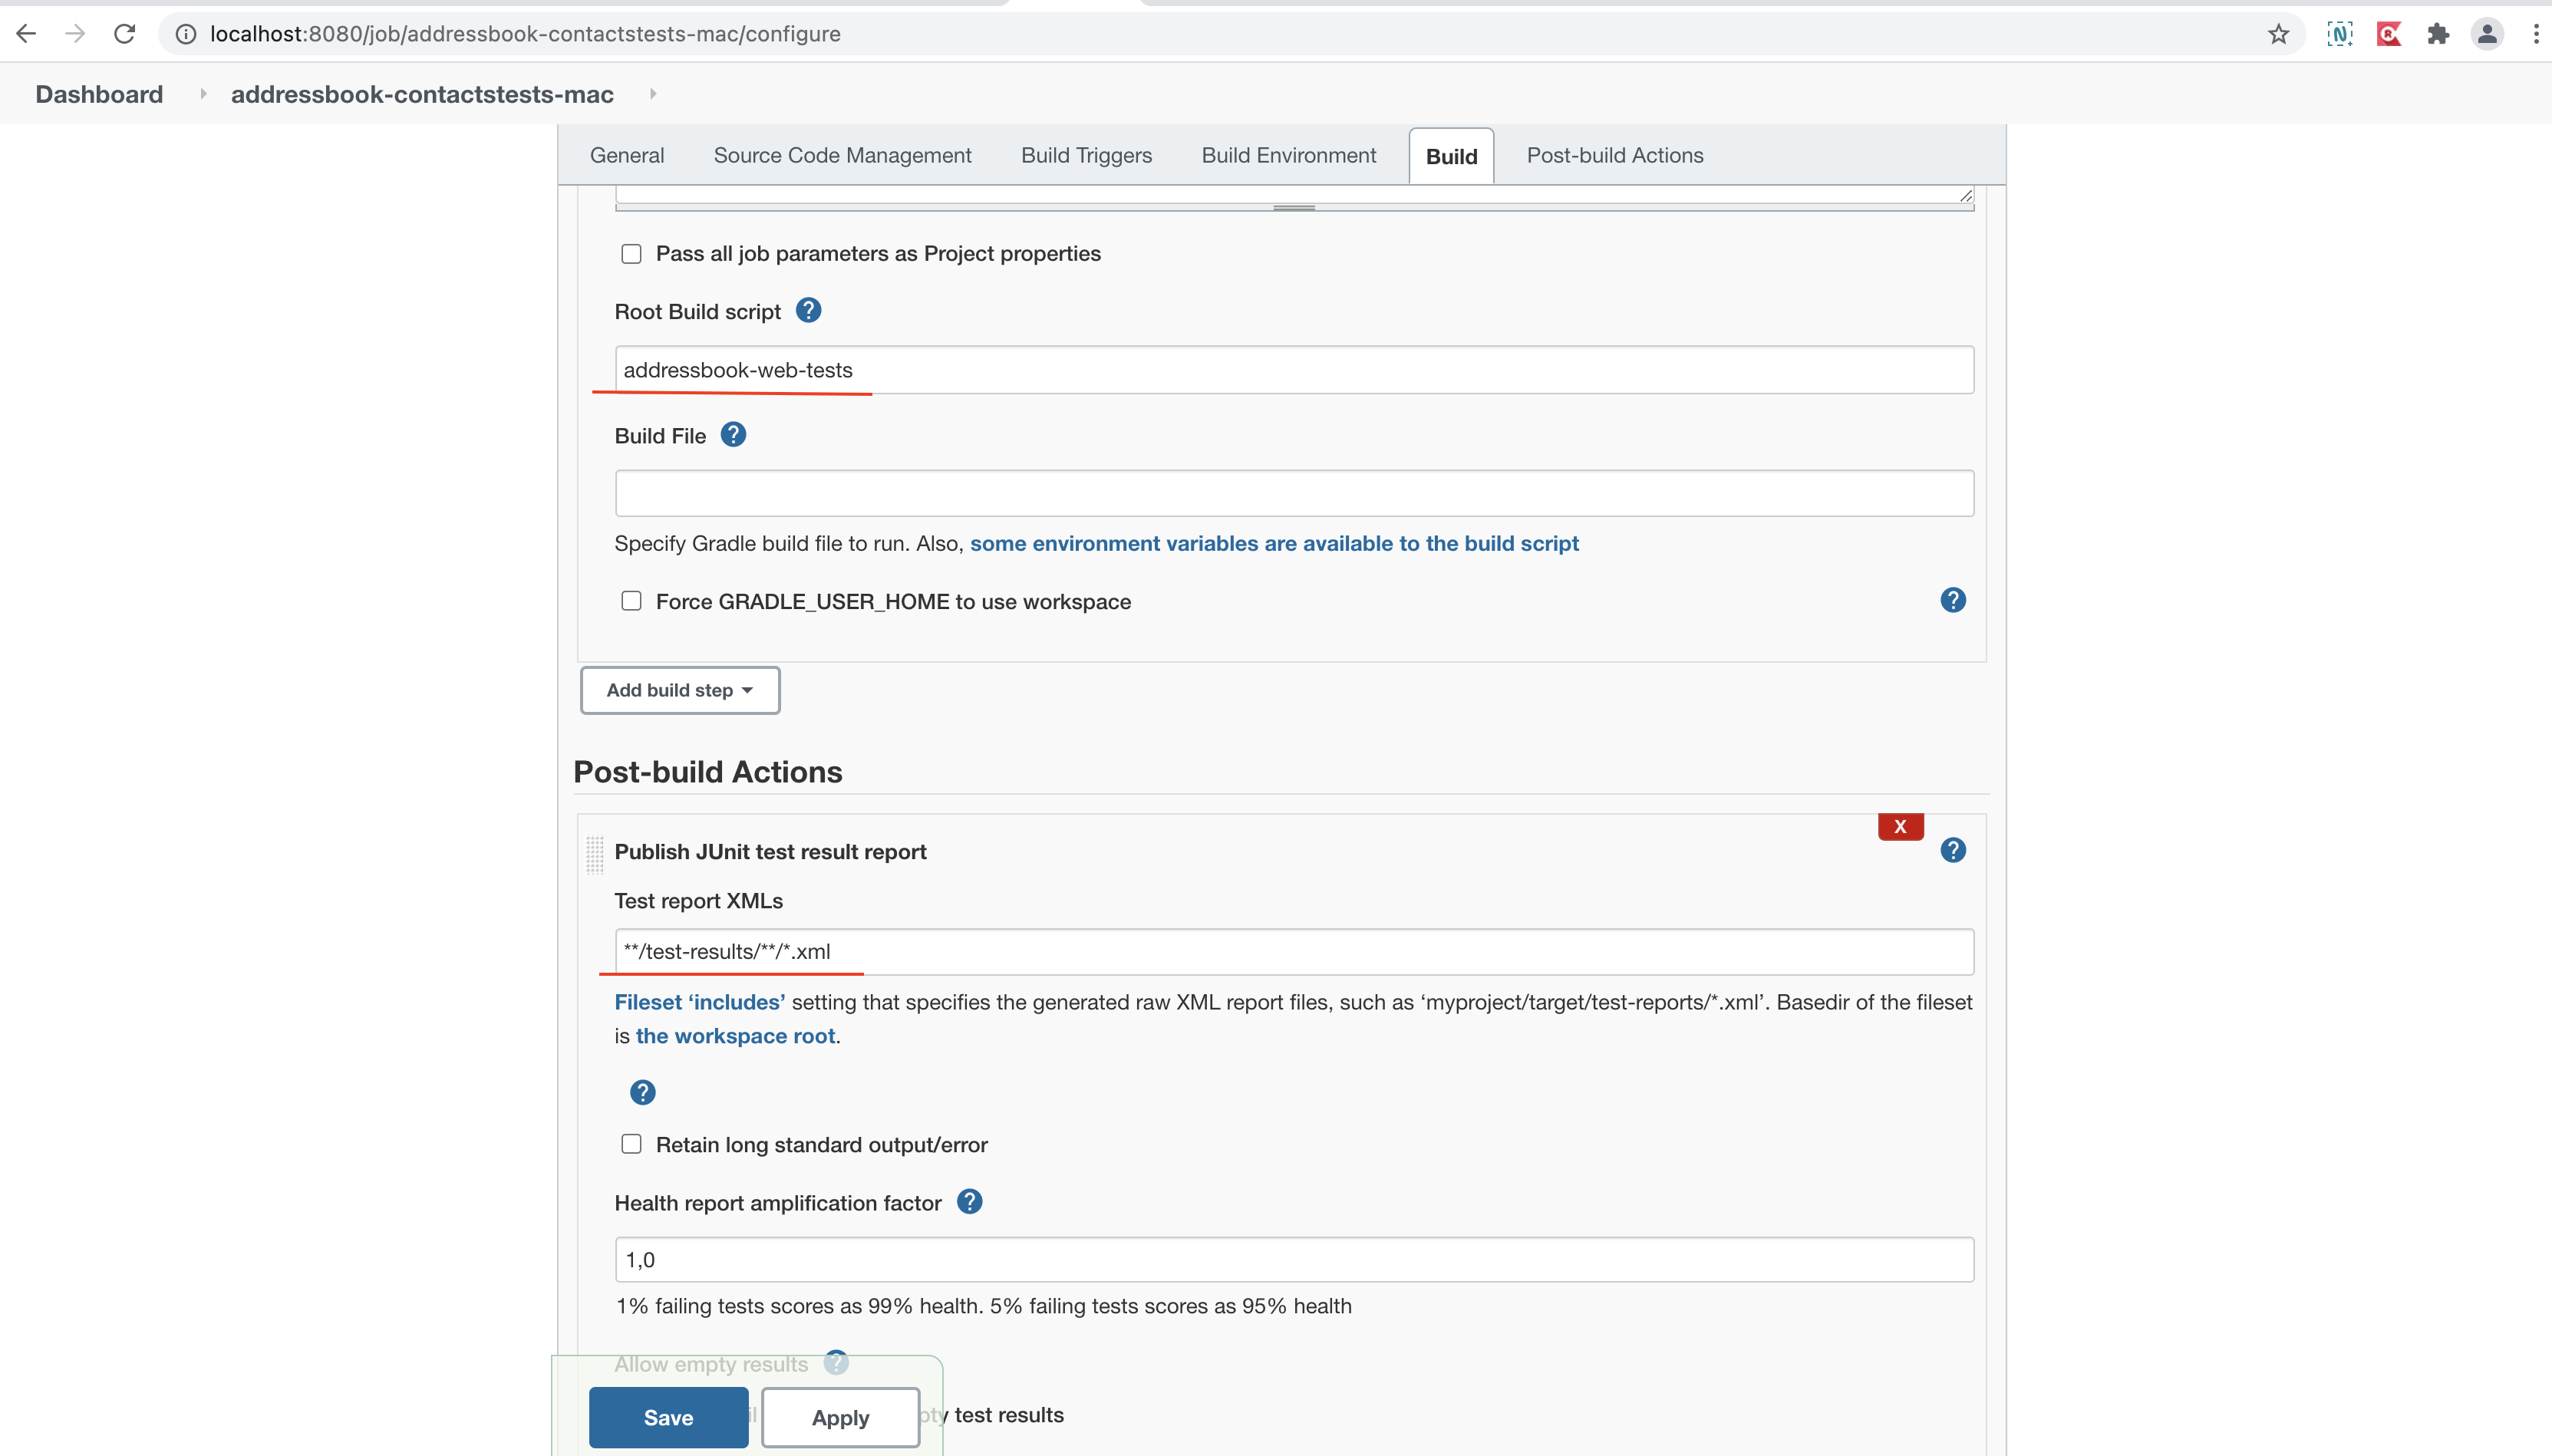 localhost:8080/job/addressbook-contactstests-mac/configure
Dashboard addressbook-contactstests-mac
General Source Code Management Build Triggers Build Environment Build Post-build Actions
Pass all job parameters as Project properties
Root Build script ?
addressbook-web-tests
Build File ?
Specify Gradle build file to run. Also, some environment variables are available to the build script
Force GRADLE_USER_HOME to use workspace ?
Add build step
Post-build Actions
X
Publish JUnit test result report ?
Test report XMLs
**/test-results/**/*.xml
Fileset ‘includes’ setting that specifies the generated raw XML report files, such as ‘myproject/target/test-reports/*.xml’. Basedir of the fileset
is the workspace root.
?
Retain long standard output/error
Health report amplification factor ?
1,0
1% failing tests scores as 99% health. 5% failing tests scores as 95% health
Allow empty results ?
Save Apply test results